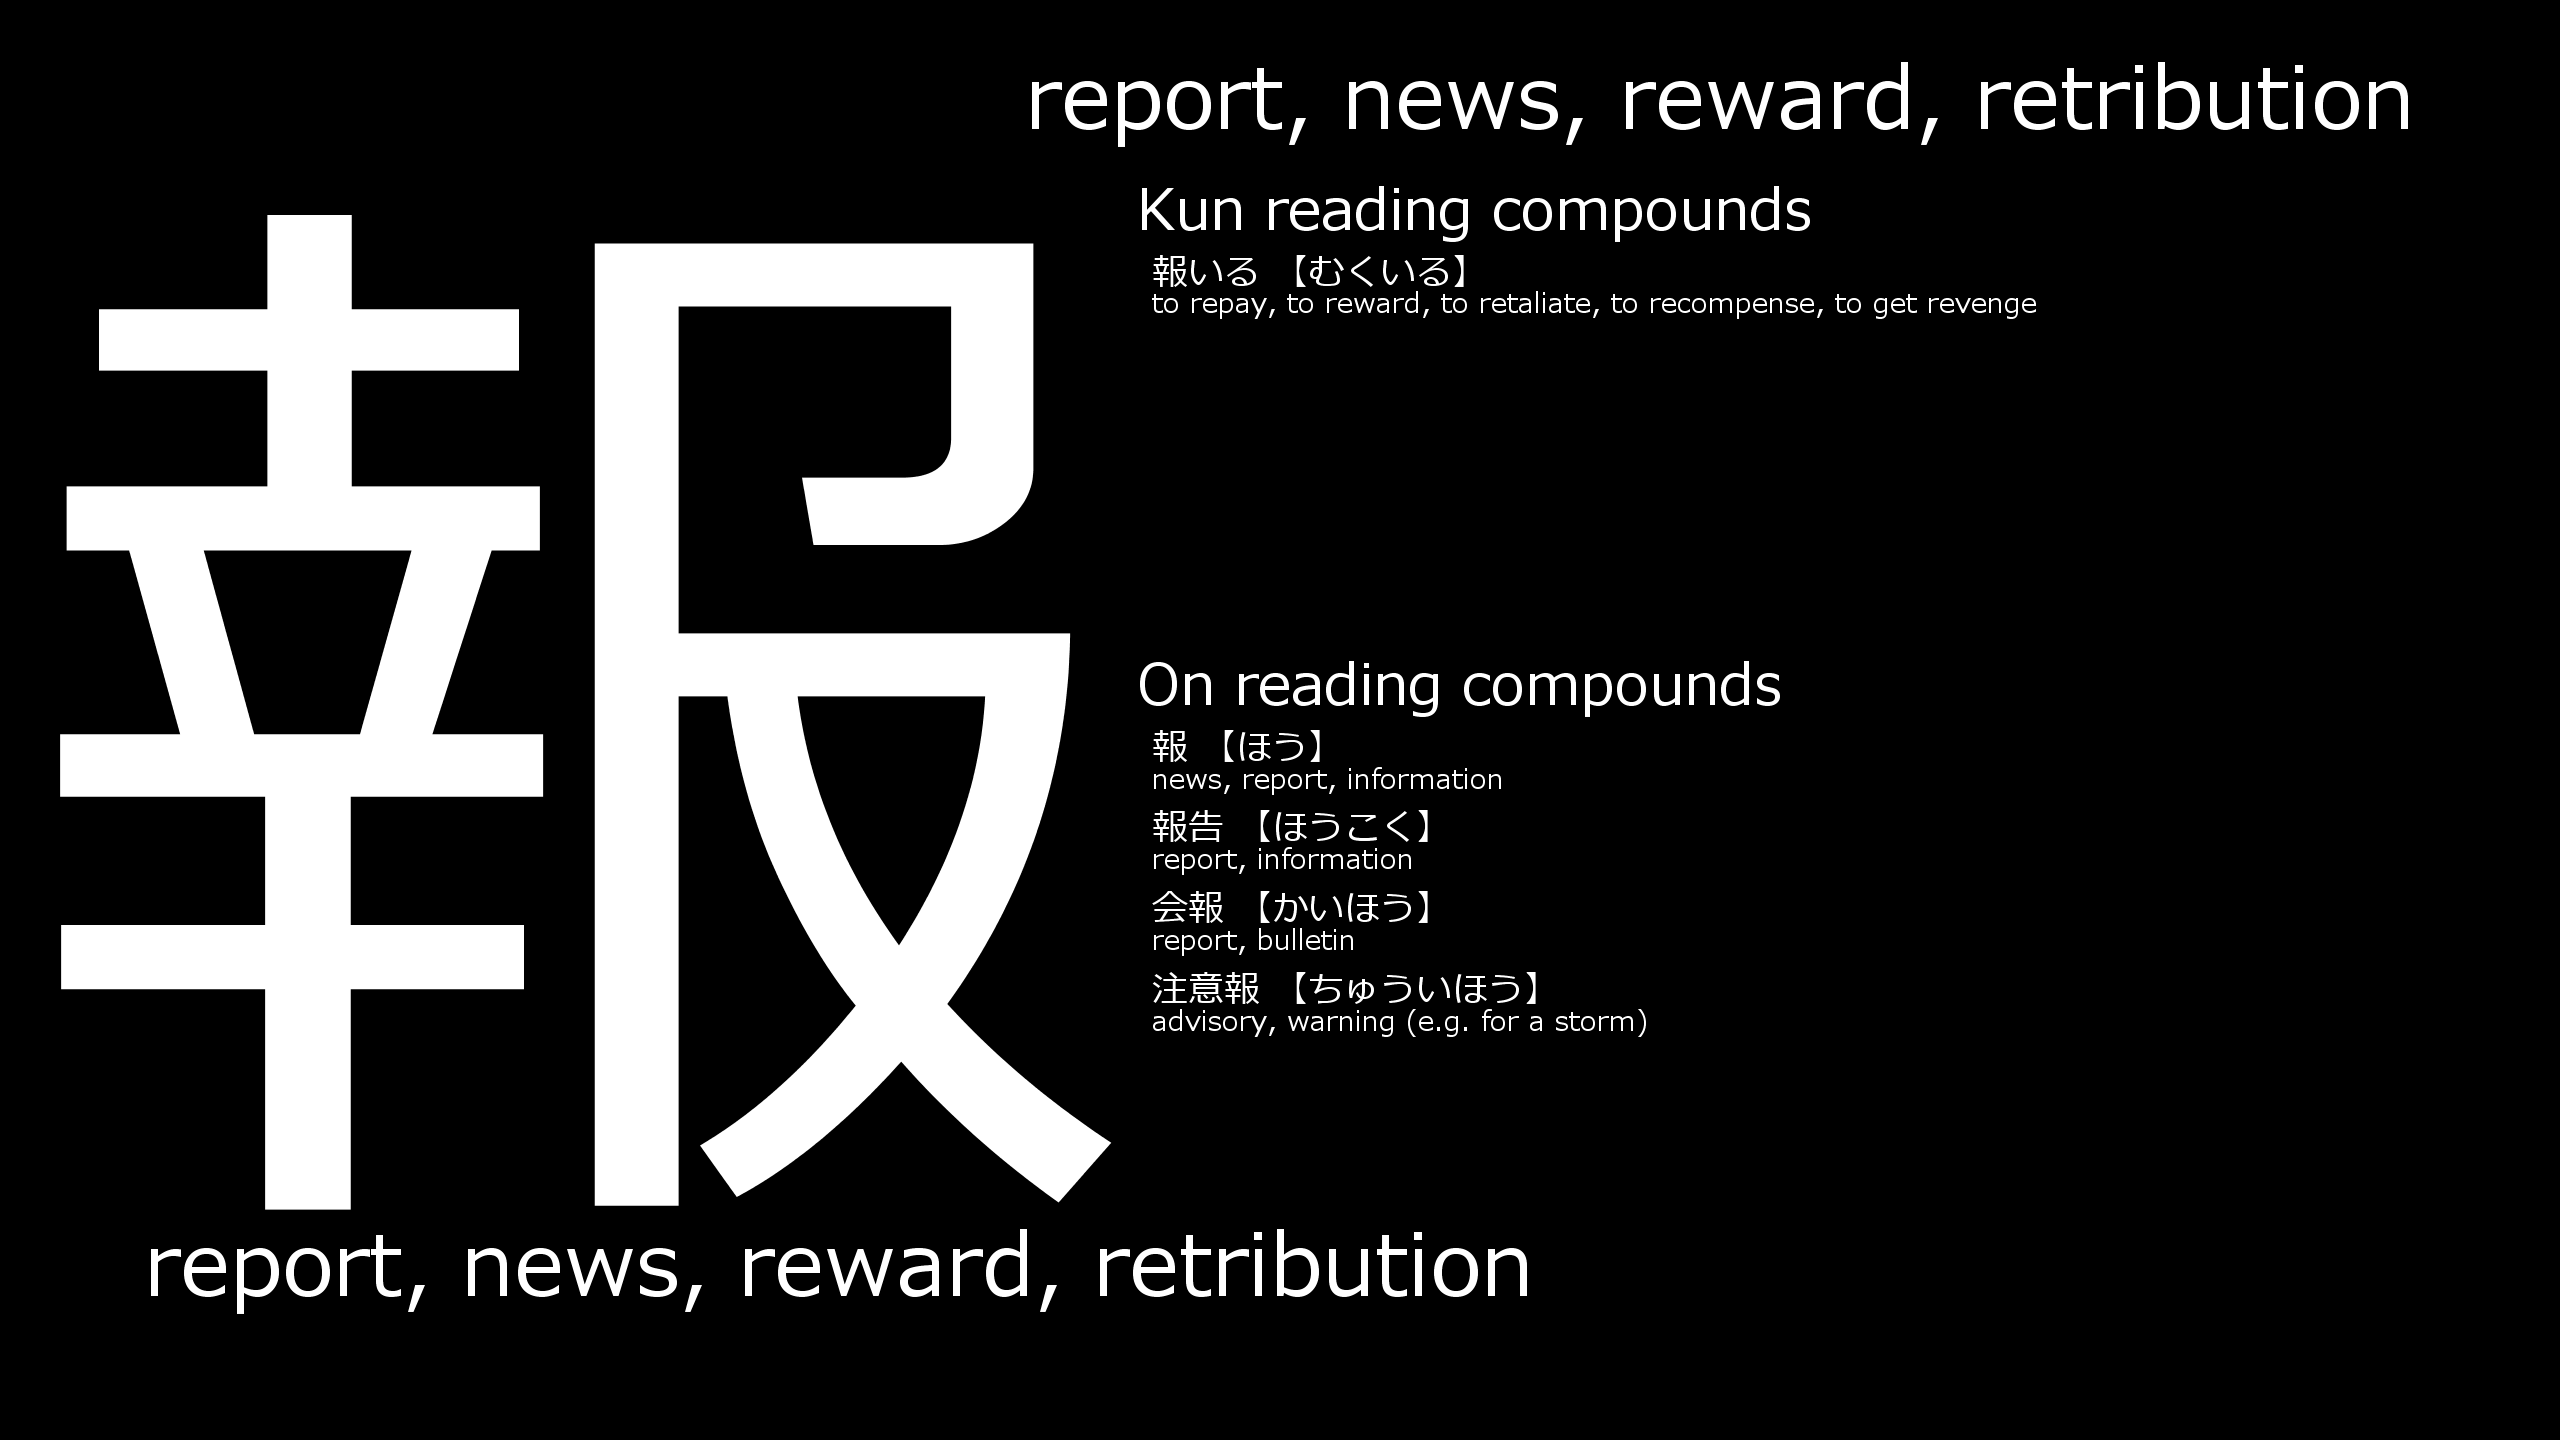 report, news, reward, retribution
報
Kun reading compounds
報いる 【むくいる】
to repay, to reward, to retaliate, to recompense, to get revenge
On reading compounds
報 【ほう】
news, report, information
報告 【ほうこく】
report, information
会報 【かいほう】
report, bulletin
注意報 【ちゅういほう】
advisory, warning (e.g. for a storm)
report, news, reward, retribution